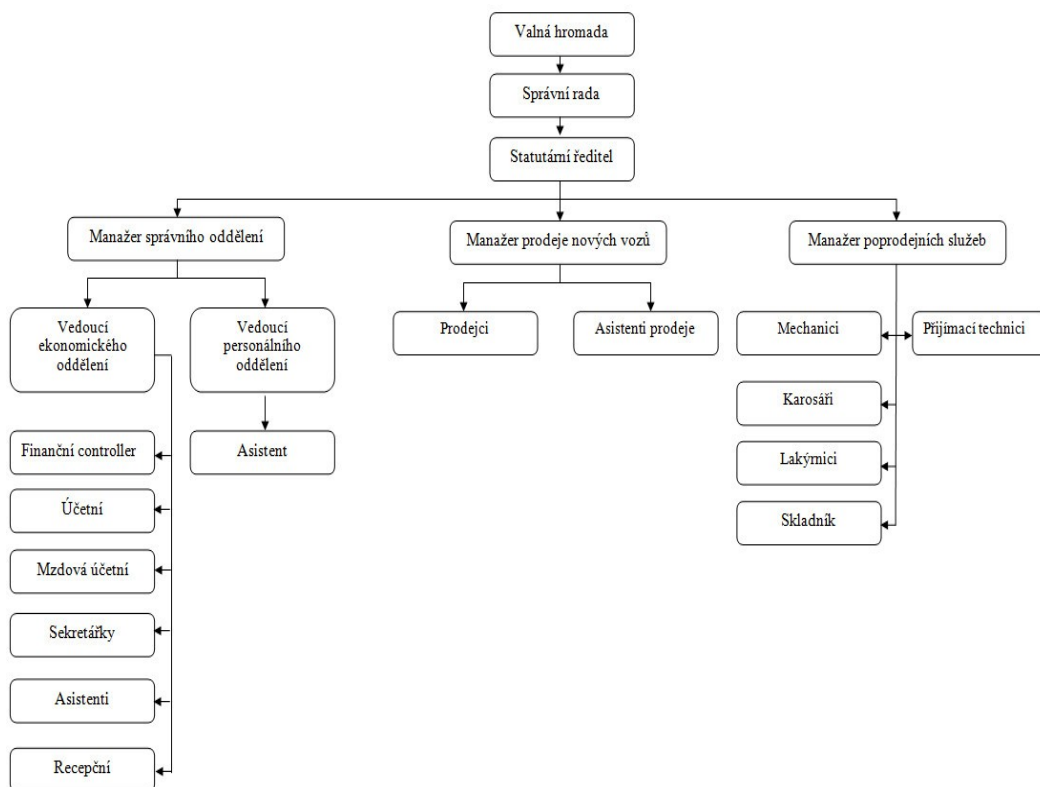 Valná hromada
Správní rada
Statutární ředitel
Manažer správního oddělení
Manažer prodeje nových vozů
Manažer poprodejních služeb
Vedoucí
ekonomického
oddělení
Vedoucí
personálního
oddělení
Prodejci
Asistenti prodeje
Mechanici
Přijímací technici
Karosáři
Finanční controller
Asistent
Lakýrnici
Účetní
Skladník
Mzdová účetní
Sekretářky
Asistenti
Recepční